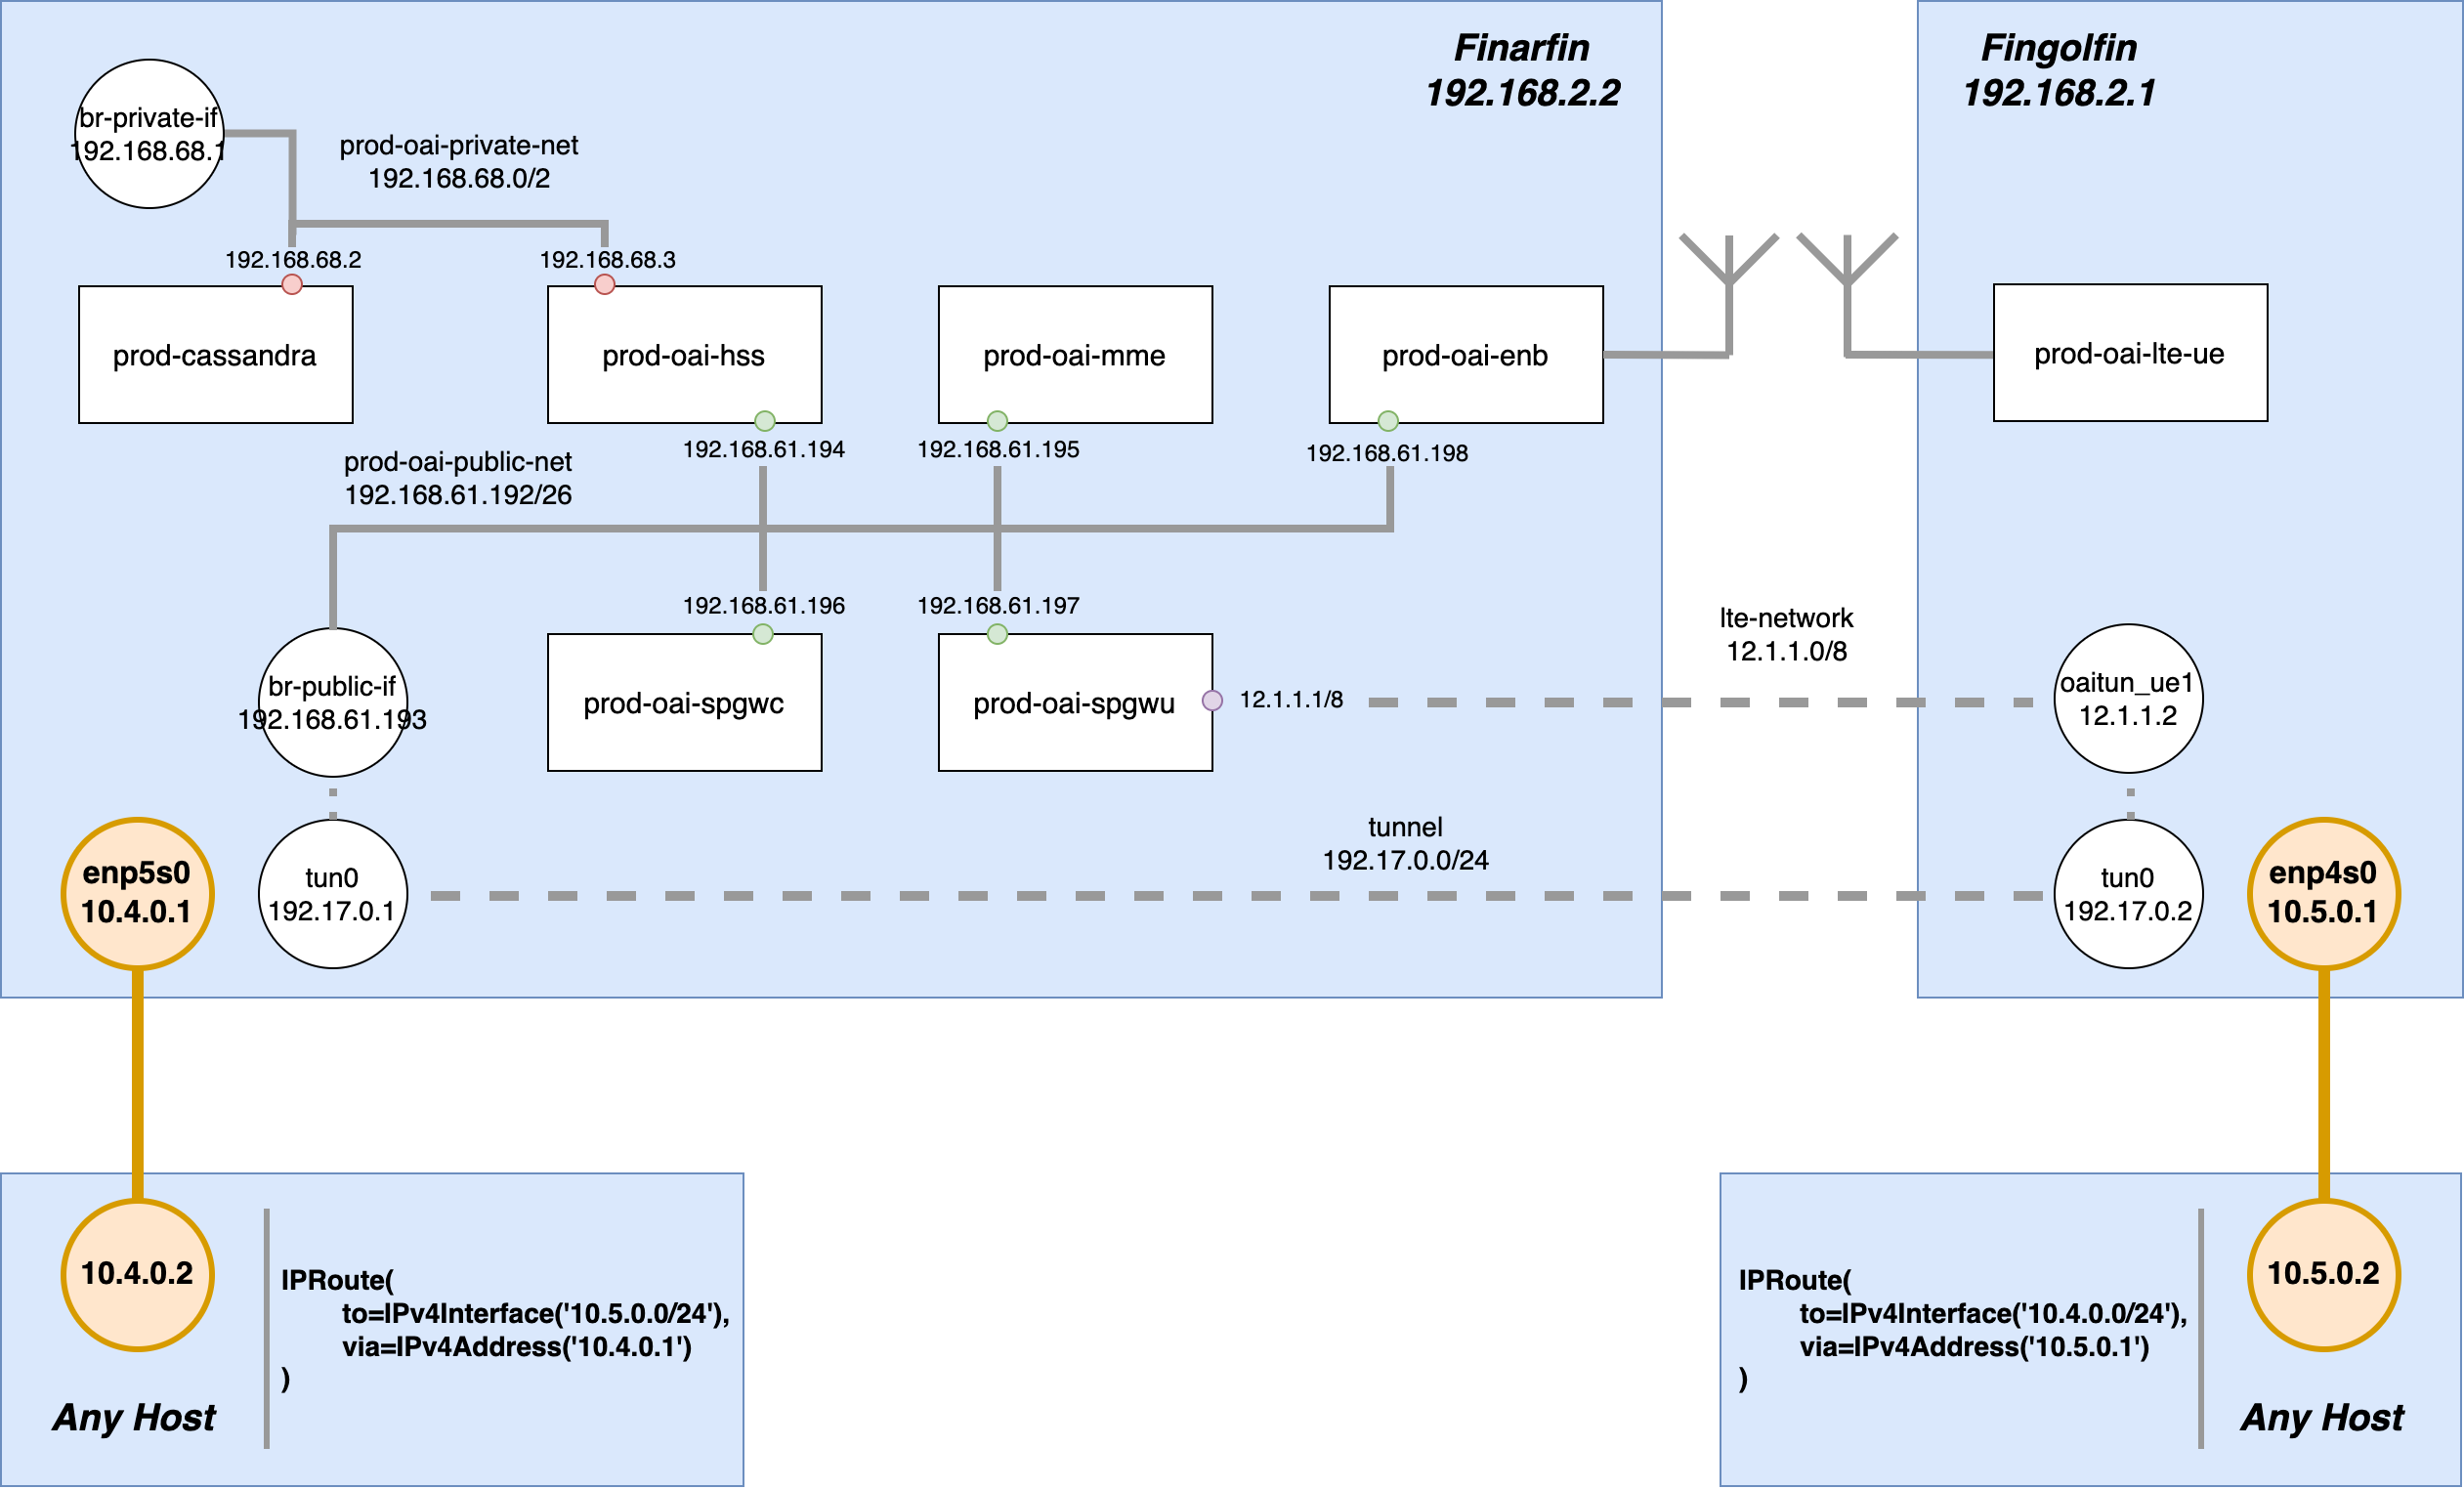 Finarfin
192.168.2.2
Fingolfin
192.168.2.1
br-private-if
192.168.68.1
prod-oai-private-net
192.168.68.0/2
192.168.68.2
192.168.68.3
prod-cassandra
prod-oai-hss
prod-oai-mme
prod-oai-enb
prod-oai-lte-ue
192.168.61.194
192.168.61.195
192.168.61.198
prod-oai-public-net
192.168.61.192/26
192.168.61.196
192.168.61.197
lte-network
12.1.1.0/8
br-public-if
192.168.61.193
prod-oai-spgwc
prod-oai-spgwu
12.1.1.1/8
oaitun_ue1
12.1.1.2
tunnel
192.17.0.0/24
enp5s0
10.4.0.1
tun0
192.17.0.1
tun0
192.17.0.2
enp4s0
10.5.0.1
10.4.0.2
IPRoute(
to=IPv4Interface('10.5.0.0/24'),
via=IPv4Address('10.4.0.1')
)
Any Host
IPRoute(
to=IPv4Interface('10.4.0.0/24'),
via=IPv4Address('10.5.0.1')
)
10.5.0.2
Any Host